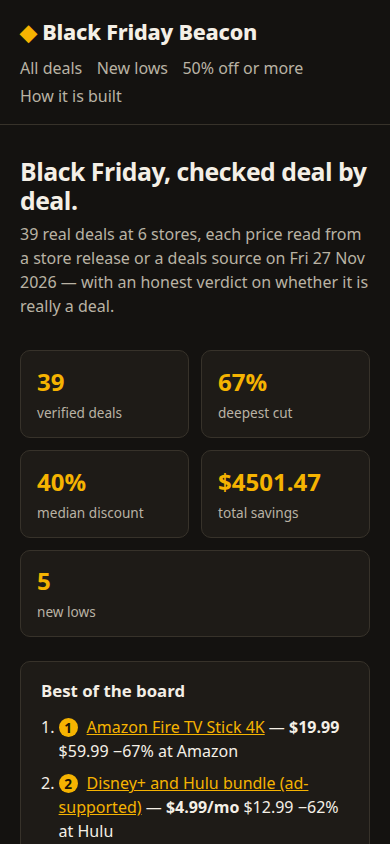 Black Friday Beacon
All deals New lows 50% off or more
How it is built
Black Friday, checked deal by
deal.
39 real deals at 6 stores, each price read from
a store release or a deals source on Fri 27 Nov
2026 — with an honest verdict on whether it is
really a deal.
39
verified deals
67%
deepest cut
40%
median discount
$4501.47
total savings
5
new lows
Best of the board
1. 1 Amazon Fire TV Stick 4K — $19.99
$59.99 −67% at Amazon
2. 2 Disney+ and Hulu bundle (ad-
supported) — $4.99/mo $12.99 −62%
at Hulu